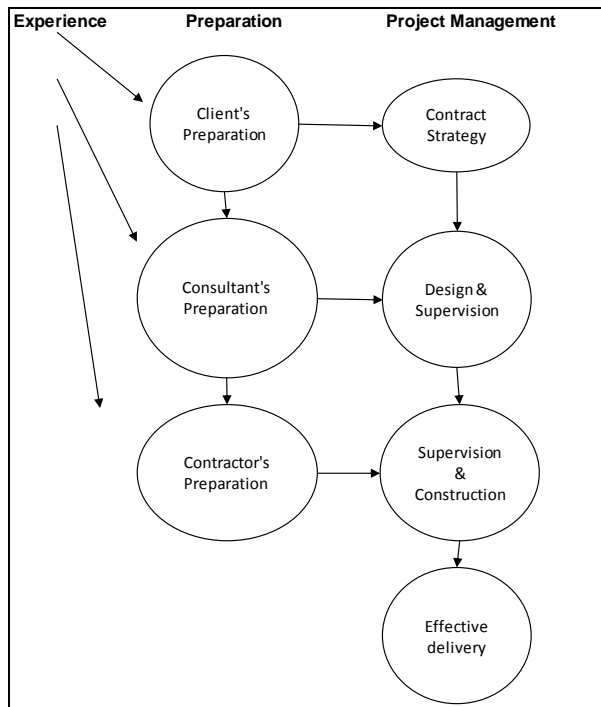 Experience Preparation Project Management
Client's
Preparation
Contract
Strategy
Consultant's
Preparation
Design &
Supervision
Contractor's
Preparation
Supervision
&
Construction
Effective
delivery